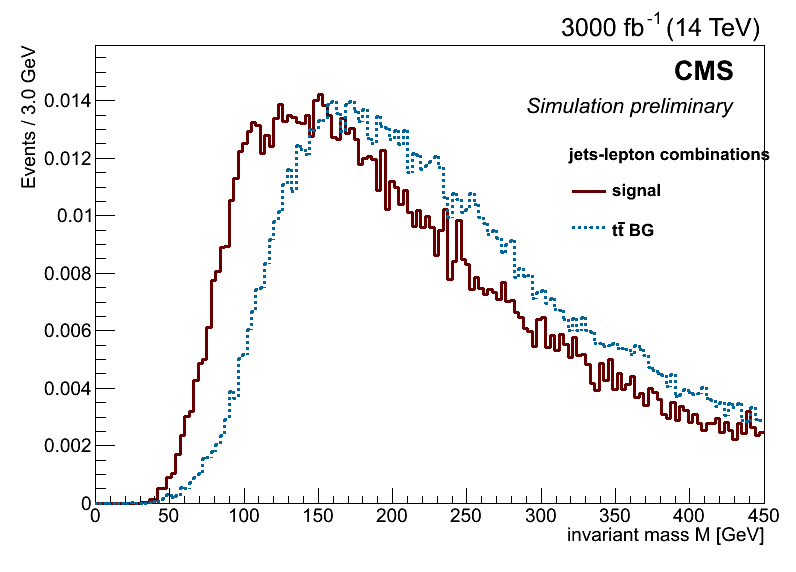 3000 fb⁻¹ (14 TeV)
CMS
Simulation preliminary
jets-lepton combinations
signal
tt̄ BG
Events / 3.0 GeV
0.014
0.012
0.01
0.008
0.006
0.004
0.002
0
0 50 100 150 200 250 300 350 400 450
invariant mass M [GeV]